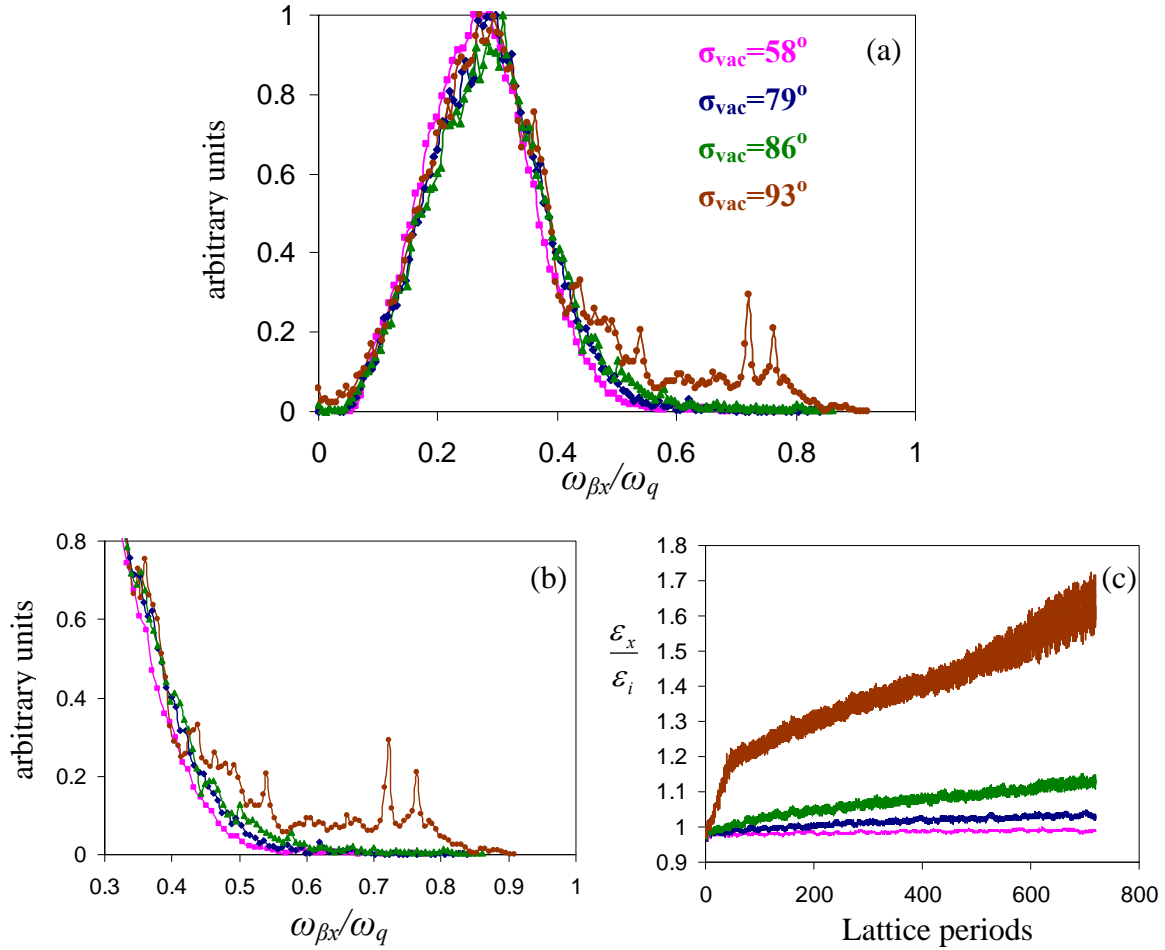 (a)
σvac=58o
σvac=79o
σvac=86o
σvac=93o
arbitrary units
1
0.8
0.6
0.4
0.2
0
0 0.2 0.4 0.6 0.8 1
ωβx/ωq
(b)
arbitrary units
0.8
0.6
0.4
0.2
0
0.3 0.4 0.5 0.6 0.7 0.8 0.9 1
ωβx/ωq
(c)
εx
εi
1.8
1.7
1.6
1.5
1.4
1.3
1.2
1.1
1
0.9
0 200 400 600 800
Lattice periods